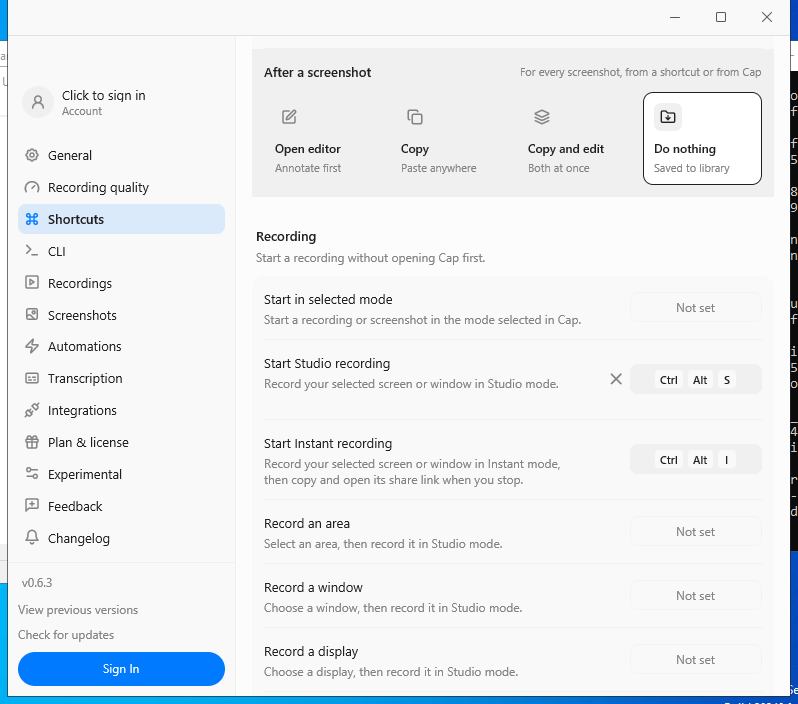 Click to sign in
Account
General
Recording quality
Shortcuts
CLI
Recordings
Screenshots
Automations
Transcription
Integrations
Plan & license
Experimental
Feedback
Changelog
v0.6.3
View previous versions
Check for updates
Sign In
After a screenshot
For every screenshot, from a shortcut or from Cap
Open editor
Annotate first
Copy
Paste anywhere
Copy and edit
Both at once
Do nothing
Saved to library
Recording
Start a recording without opening Cap first.
Start in selected mode
Start a recording or screenshot in the mode selected in Cap.
Not set
Start Studio recording
Record your selected screen or window in Studio mode.
Ctrl Alt S
Start Instant recording
Record your selected screen or window in Instant mode,
then copy and open its share link when you stop.
Ctrl Alt I
Record an area
Select an area, then record it in Studio mode.
Not set
Record a window
Choose a window, then record it in Studio mode.
Not set
Record a display
Choose a display, then record it in Studio mode.
Not set